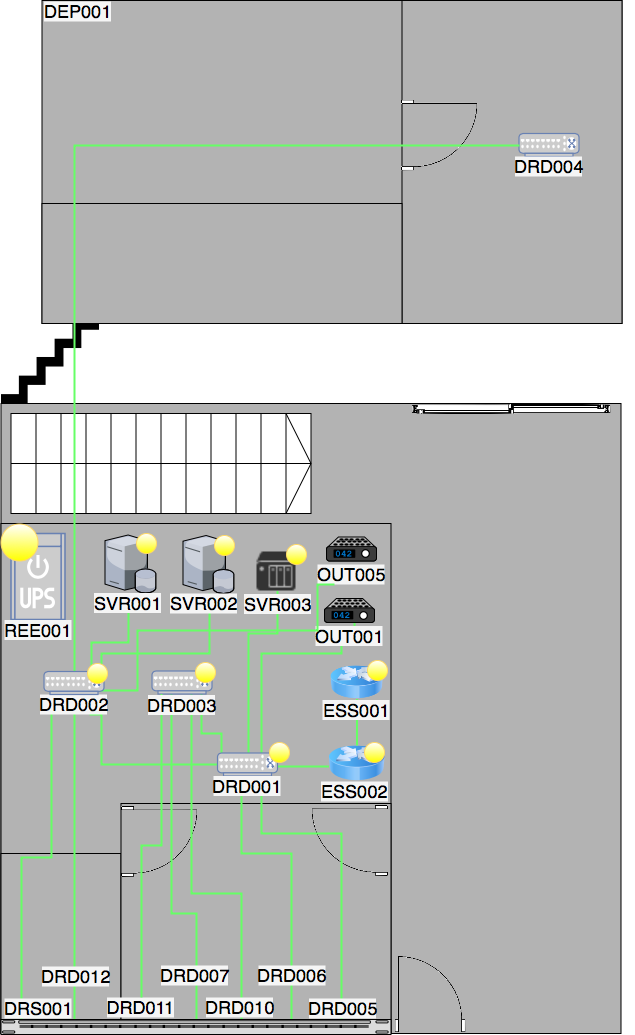 DEP001
DRD004
042
OUT005
UPS
SVR001
SVR002
SVR003
042
REE001
OUT001
DRD002
DRD003
ESS001
DRD001
ESS002
DRD012
DRD007
DRD006
DRS001
DRD011
DRD010
DRD005